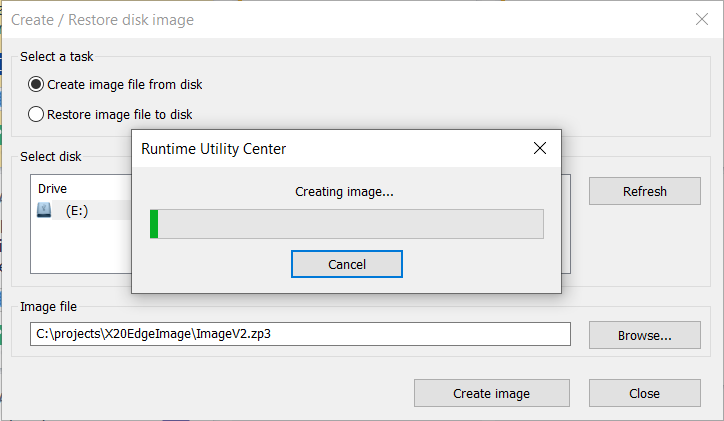 Create / Restore disk image
Select a task
Create image file from disk
Restore image file to disk
Runtime Utility Center
Creating image...
Cancel
Select disk
Drive
(E:)
Refresh
Image file
C:\projects\X20EdgeImage\ImageV2.zp3
Browse...
Create image
Close